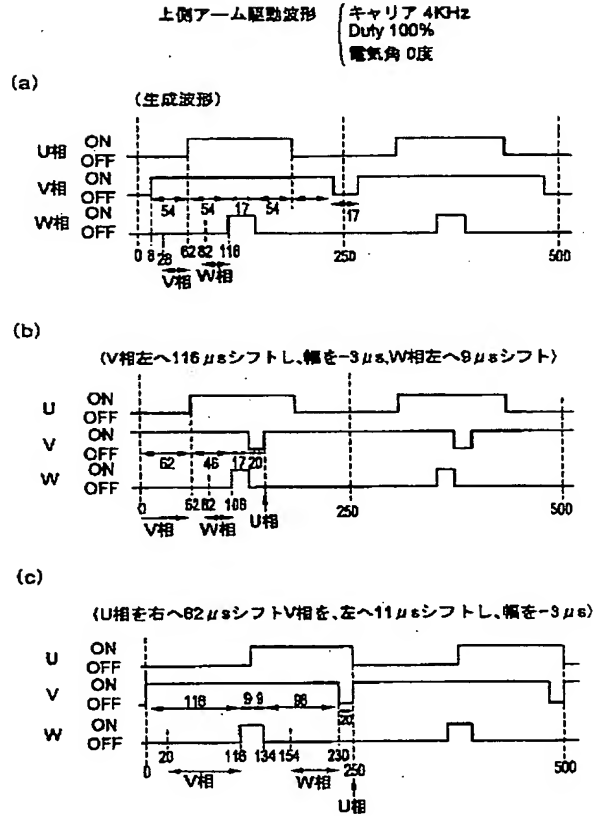 上側アーム駆動波形
キャリア 4KHz
Duty 100%
電気角 0度
(a)
(生成波形)
U相 ON
OFF
V相 ON
OFF
54 54 17 54 17
W相 ON
OFF
0 8 28 62 82 116 250 500
V相 W相
(b)
〈V相左へ116μsシフトし、幅を-3μs,W相左へ9μsシフト〉
U ON
OFF
V ON
OFF
62 46 17 20
W ON
OFF
0 62 82 108 250 500
V相 W相 U相
(c)
〈U相を右へ62μsシフトV相を、左へ11μsシフトし、幅を-3μs〉
U ON
OFF
V ON
OFF
116 9 9 96 20
W ON
OFF
0 20 116 134 154 230 250 500
V相 W相
U相